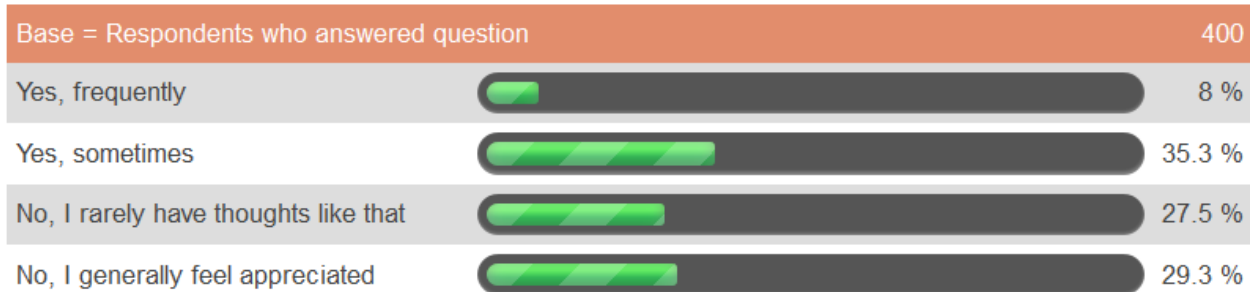 Base = Respondents who answered question 400
Yes, frequently 8 %
Yes, sometimes 35.3 %
No, I rarely have thoughts like that 27.5 %
No, I generally feel appreciated 29.3 %